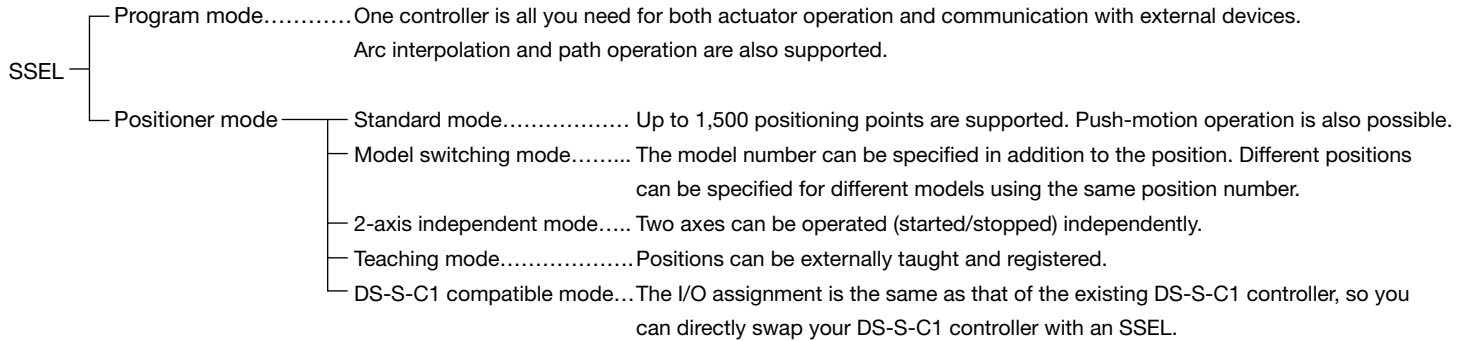 Program mode............One controller is all you need for both actuator operation and communication with external devices.
Arc interpolation and path operation are also supported.
SSEL
Positioner mode
Standard mode.................. Up to 1,500 positioning points are supported. Push-motion operation is also possible.
Model switching mode......... The model number can be specified in addition to the position. Different positions
can be specified for different models using the same position number.
2-axis independent mode..... Two axes can be operated (started/stopped) independently.
Teaching mode...................Positions can be externally taught and registered.
DS-S-C1 compatible mode...The I/O assignment is the same as that of the existing DS-S-C1 controller, so you
can directly swap your DS-S-C1 controller with an SSEL.